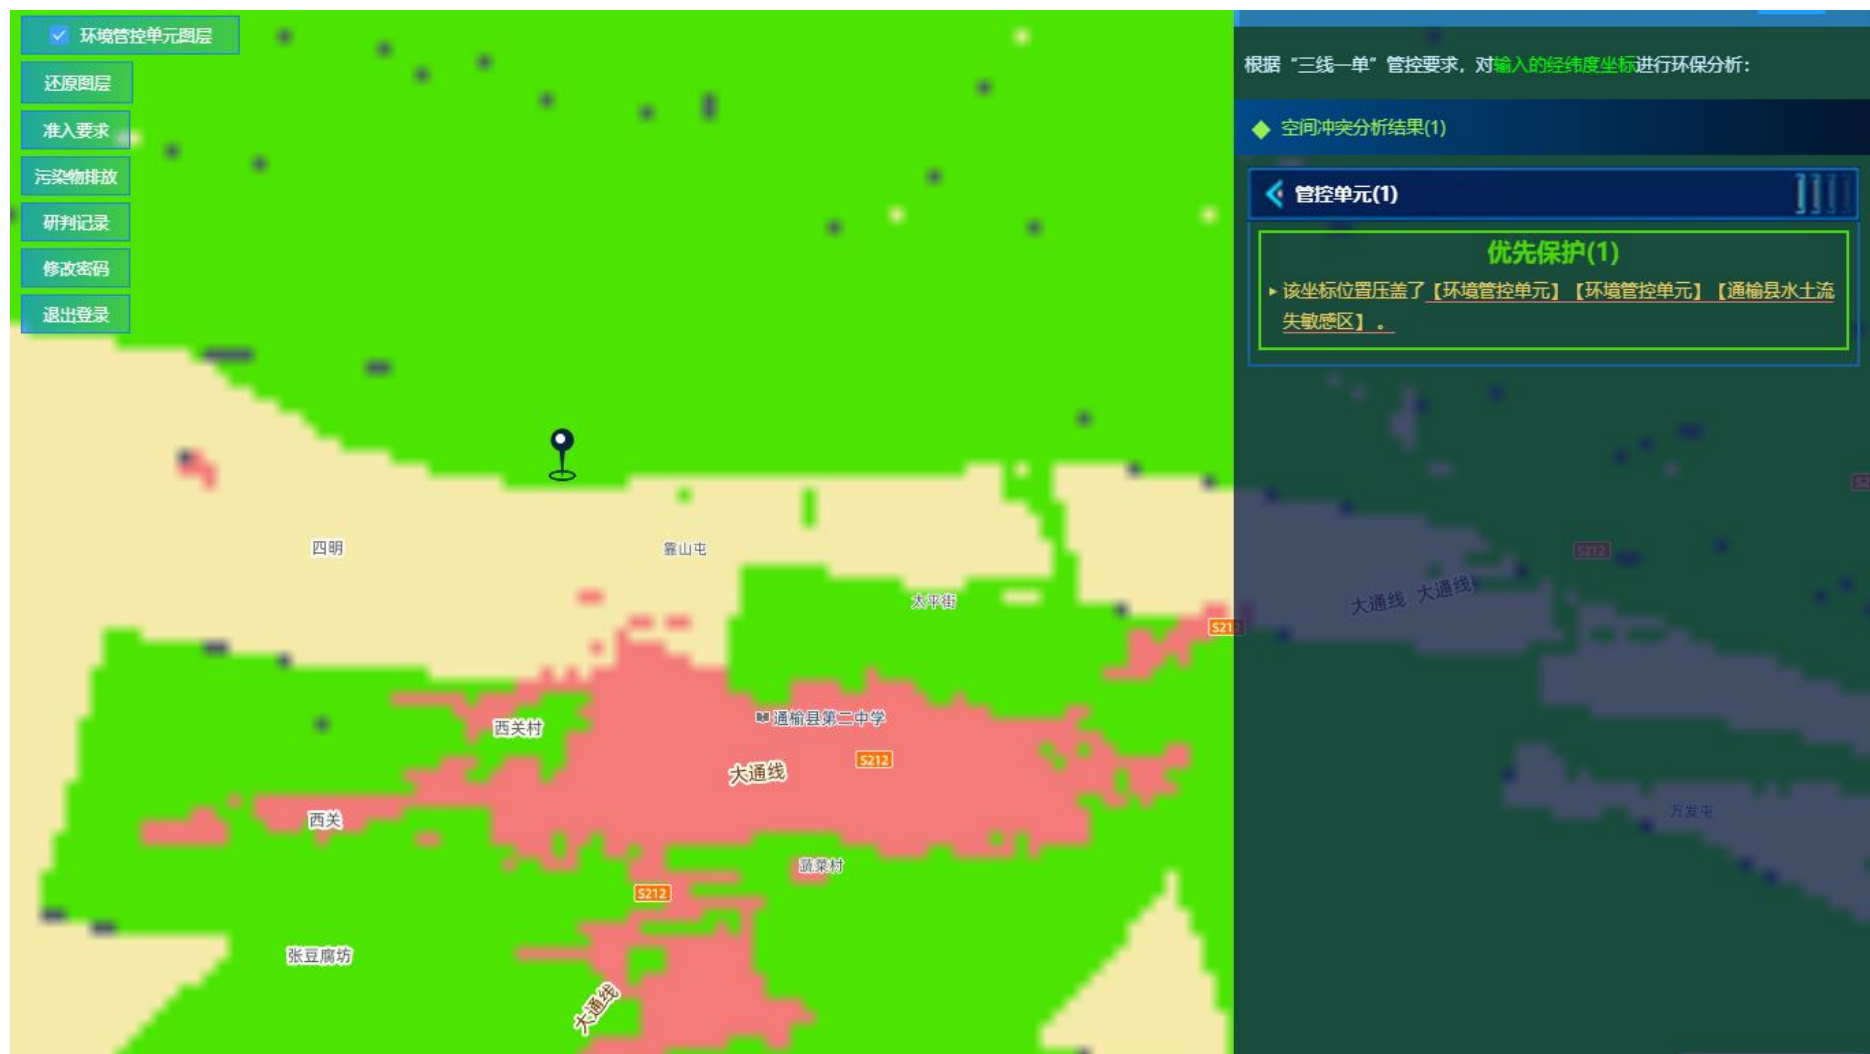 环境管控单元图层
还原图层
准入要求
污染物排放
研判记录
修改密码
退出登录
根据“三线一单”管控要求，对输入的经纬度坐标进行环保分析：
空间冲突分析结果(1)
管控单元(1)
优先保护(1)
该坐标位置压盖了【环境管控单元】【环境管控单元】【通榆县水土流
失敏感区】。
四明
靠山屯
太平街
S212
S212
大通线 大通线
西关村
通榆县第二中学
S212
大通线
西关
万发屯
蔬菜村
S212
张豆腐坊
大通线